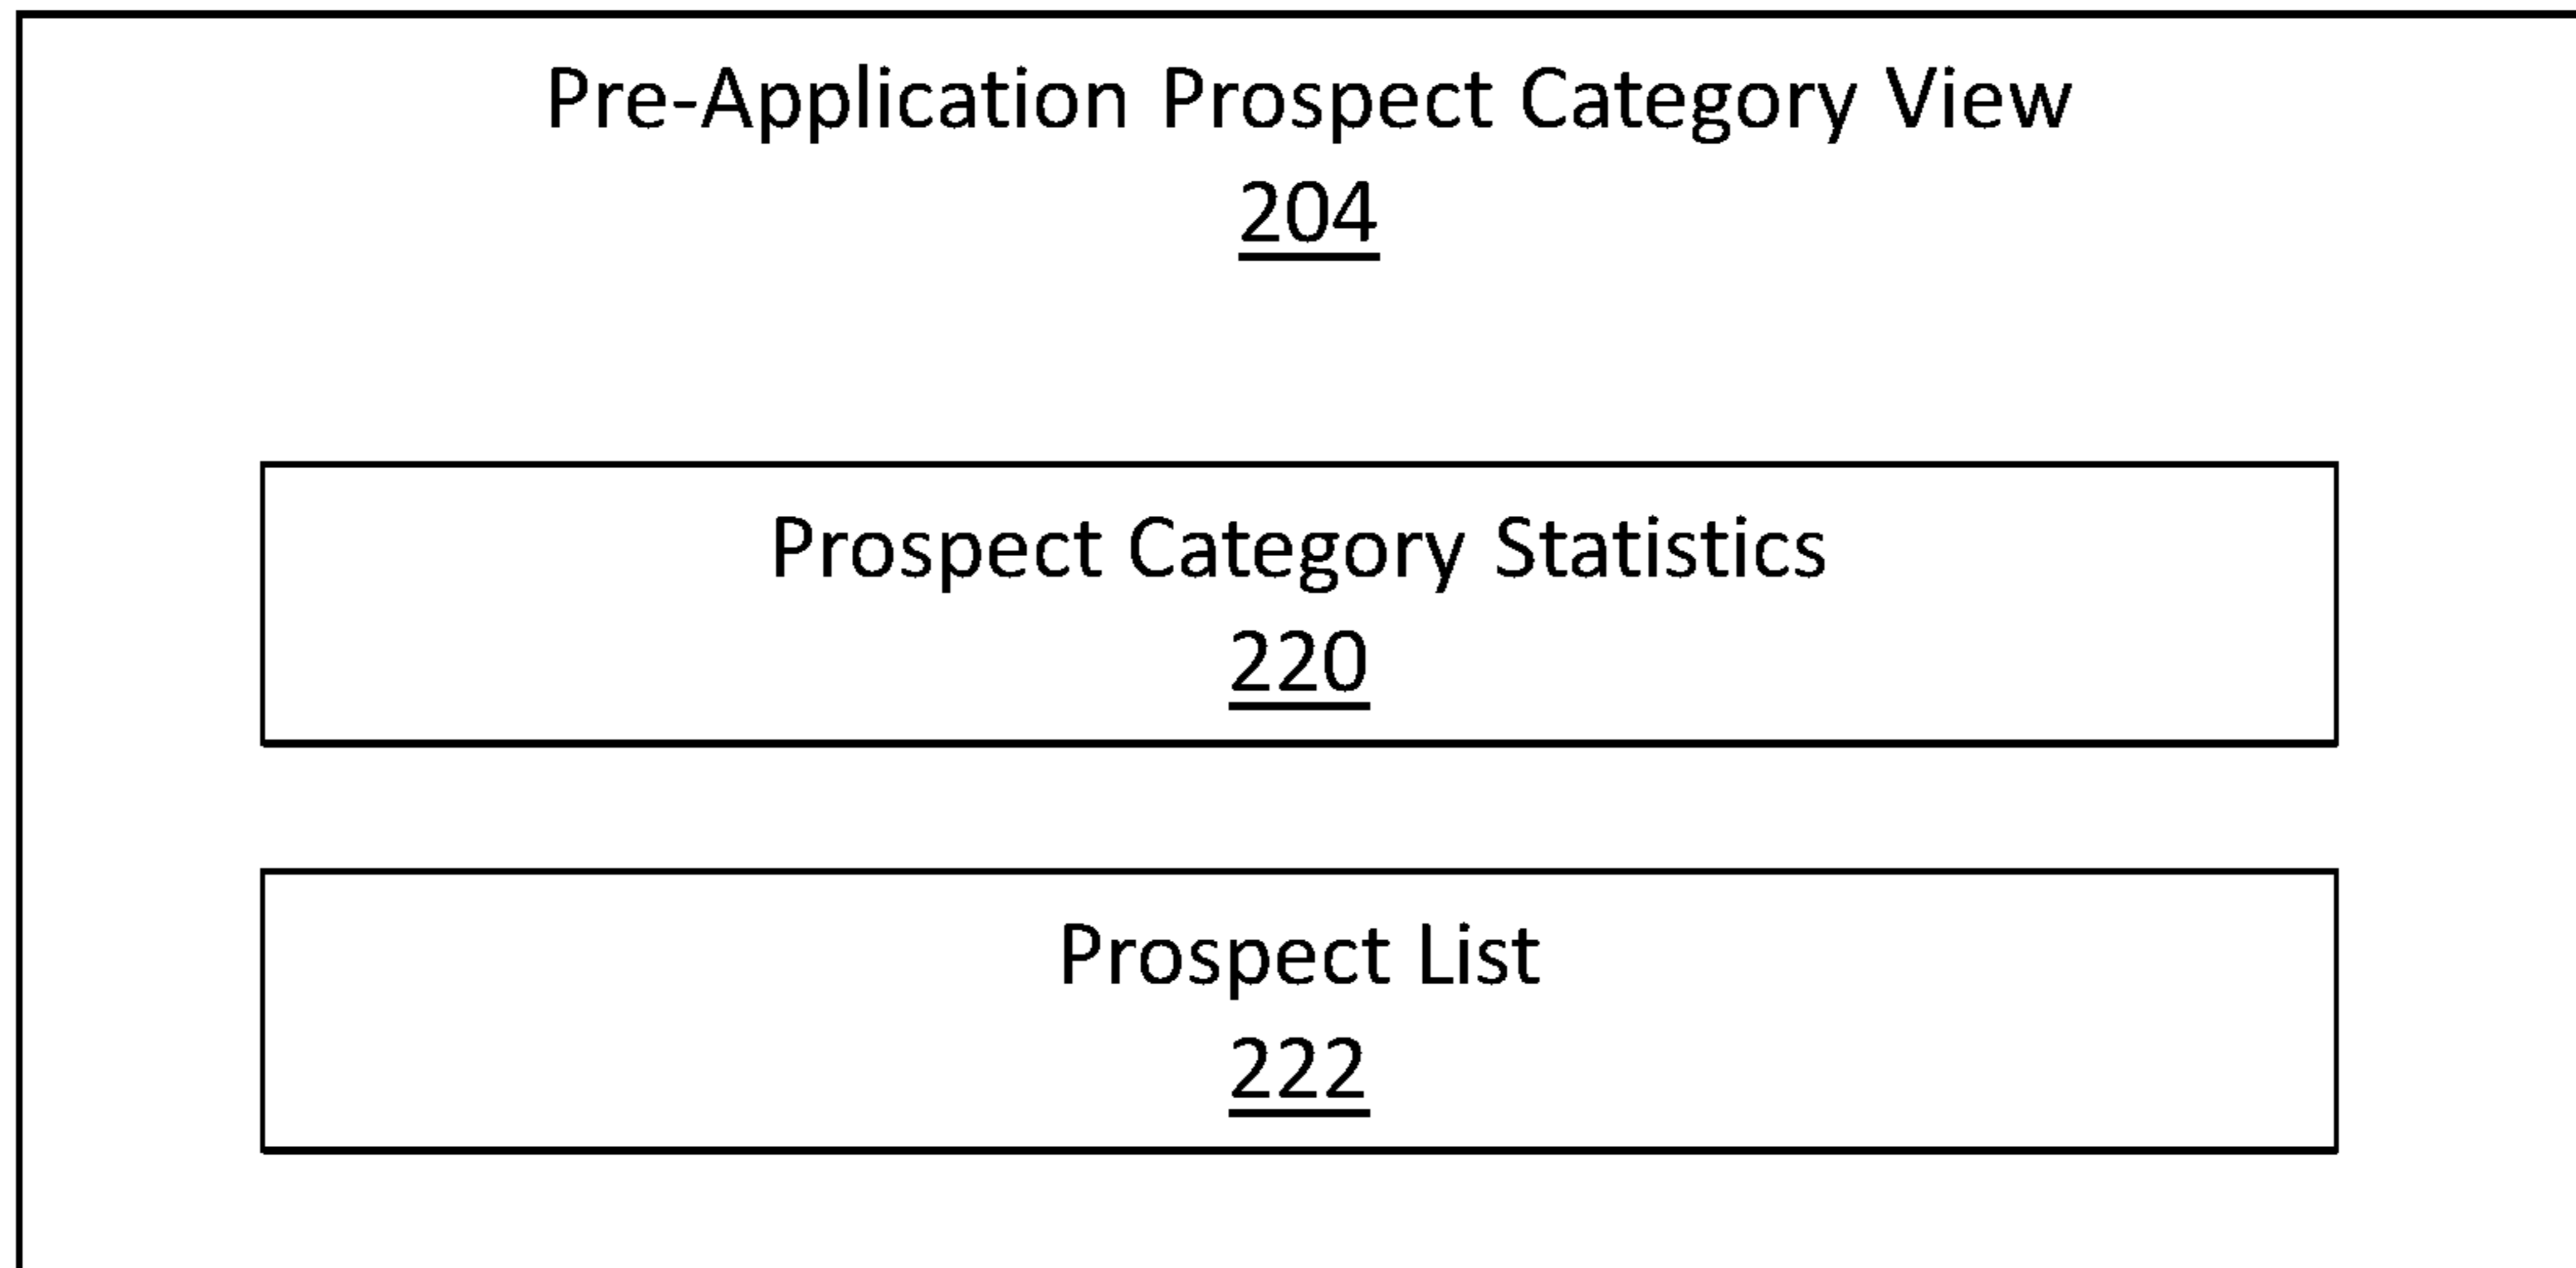 Pre-Application Prospect Category View
204
Prospect Category Statistics
220
Prospect List
222